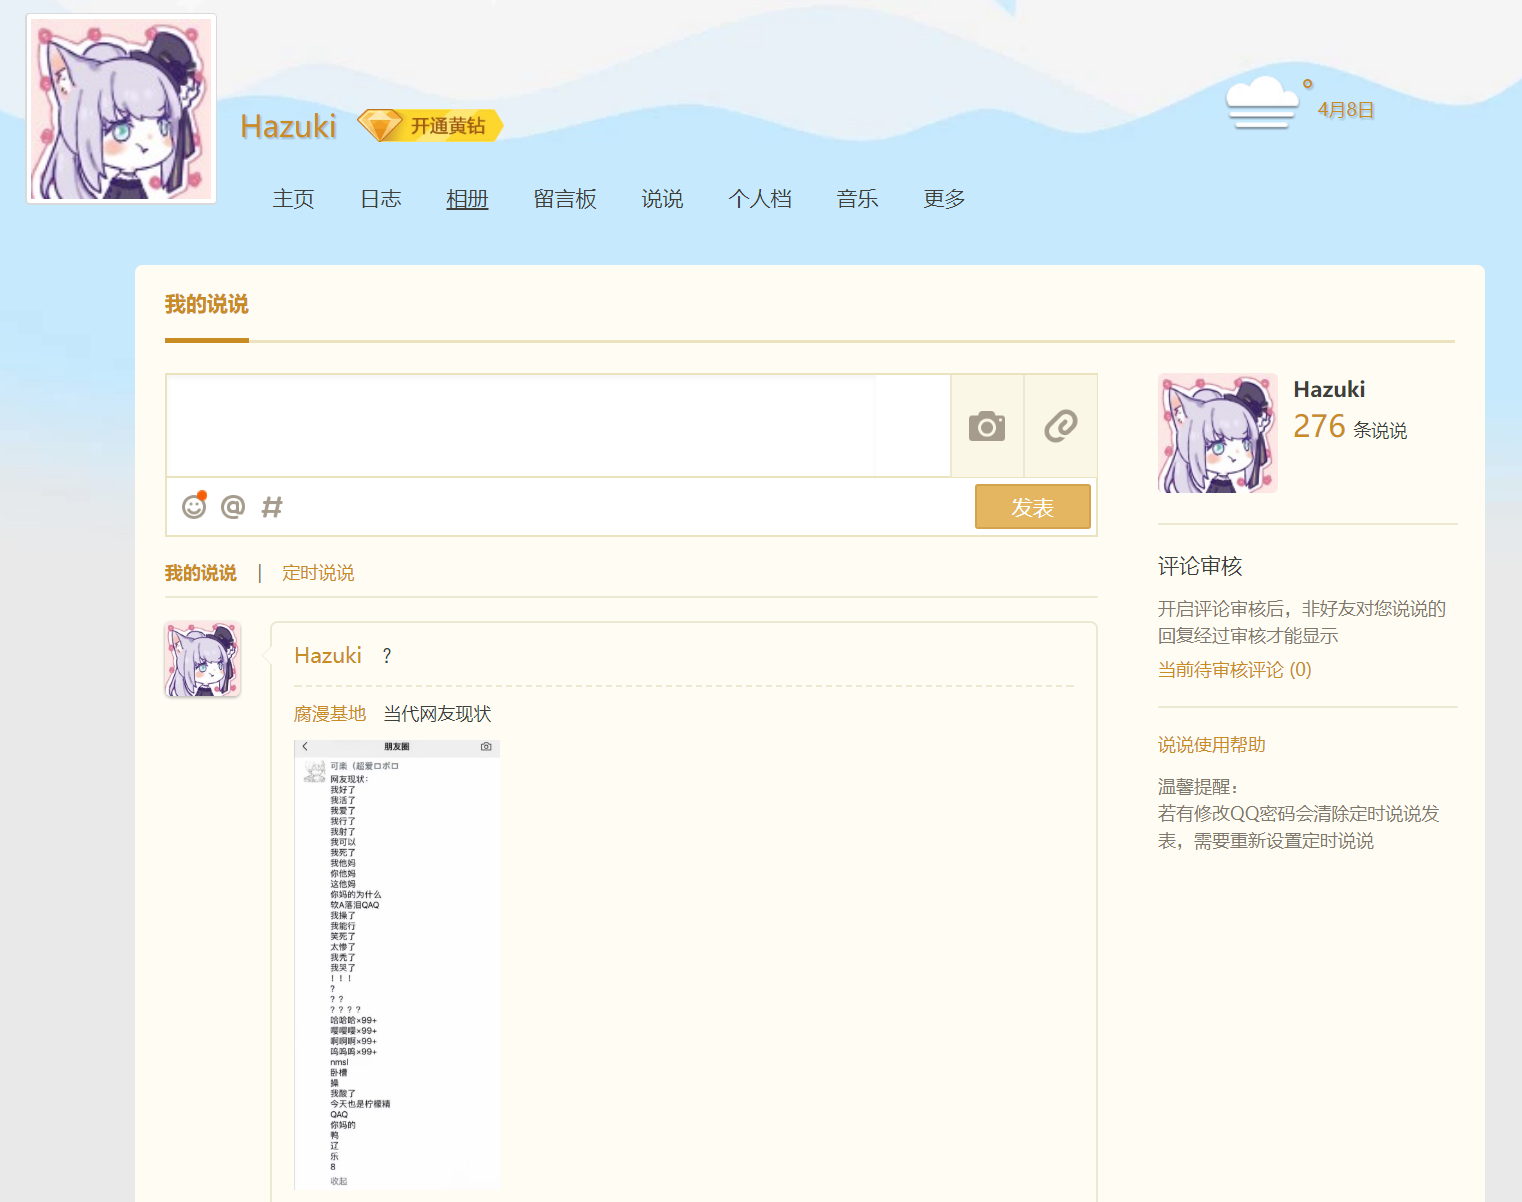 Hazuki 开通黄钻
4月8日
主页 日志 相册 留言板 说说 个人档 音乐 更多
我的说说
@ #
发表
我的说说 | 定时说说
Hazuki ?
腐漫基地 当代网友现状
朋友圈
可楽（超爱ロボロ
网友现状：
我好了
我活了
我爱了
我行了
我射了
我可以
我死了
我他妈
你他妈
这他妈
你妈的为什么
软A落泪QAQ
我操了
我能行
笑死了
太惨了
我秃了
我哭了
！！！
?
? ?
? ? ? ?
哈哈哈×99+
嘤嘤嘤×99+
啊啊啊×99+
呜呜呜×99+
nmsl
卧槽
操
我酸了
今天也是柠檬精
QAQ
你妈的
鸭
辽
乐
8
收起
Hazuki
276 条说说
评论审核
开启评论审核后，非好友对您说说的
回复经过审核才能显示
当前待审核评论 (0)
说说使用帮助
温馨提醒：
若有修改QQ密码会清除定时说说发
表，需要重新设置定时说说